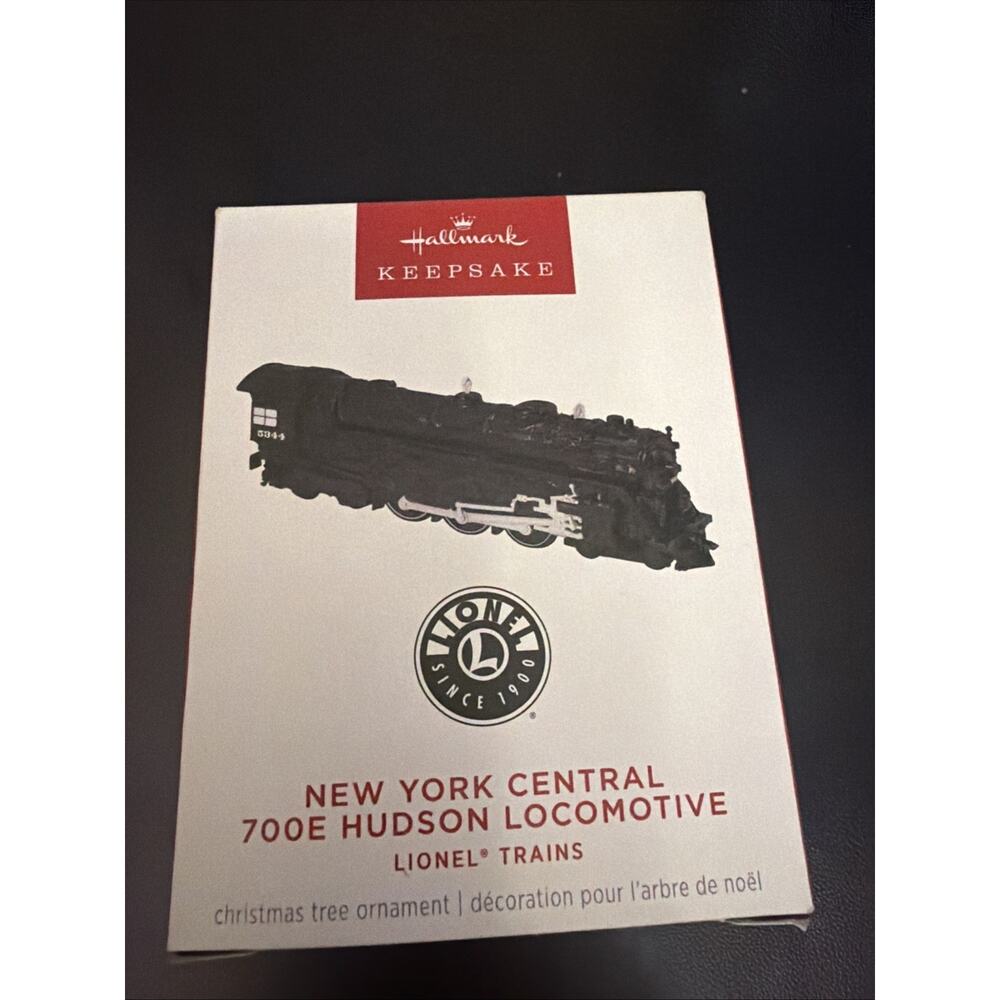 Hallmark
KEEPSAKE
5344
LIONEL
L
SINCE 1900
®
NEW YORK CENTRAL
700E HUDSON LOCOMOTIVE
LIONEL® TRAINS
christmas tree ornament | décoration pour l'arbre de noël